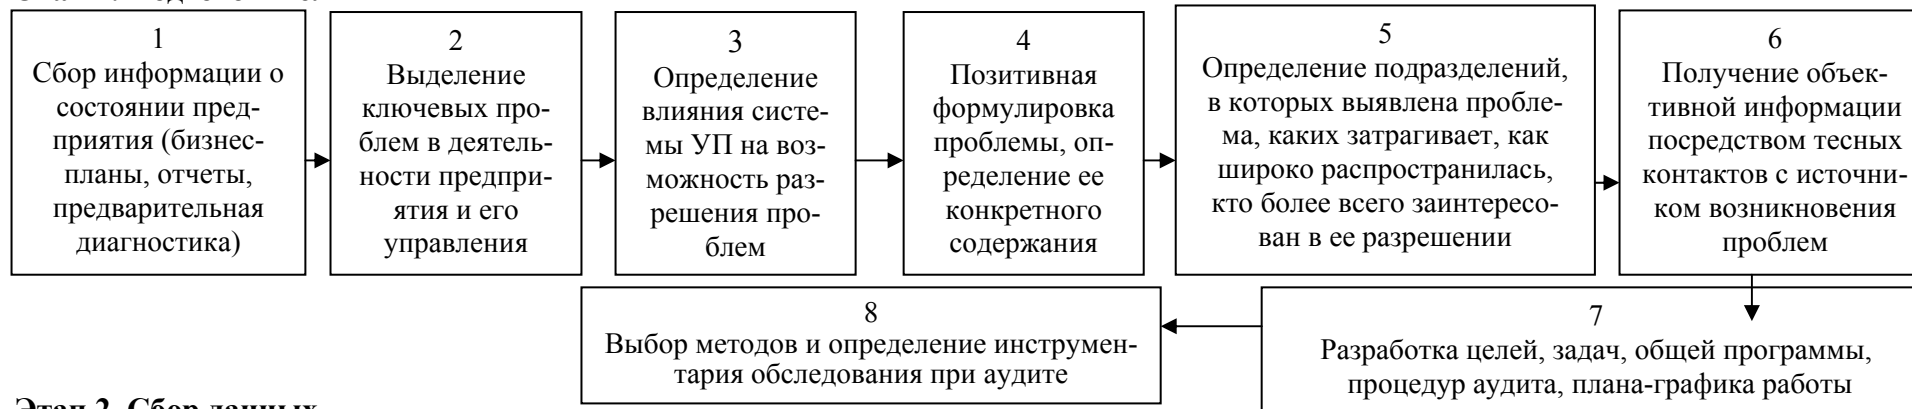 1
Сбор информации о
состоянии пред-
приятия (бизнес-
планы, отчеты,
предварительная
диагностика)
2
Выделение
ключевых про-
блем в деятель-
ности предпри-
ятия и его
управления
3
Определение
влияния систе-
мы УП на воз-
можность раз-
решения про-
блем
4
Позитивная
формулировка
проблемы, оп-
ределение ее
конкретного
содержания
5
Определение подразделений,
в которых выявлена пробле-
ма, каких затрагивает, как
широко распространилась,
кто более всего заинтересо-
ван в ее разрешении
6
Получение объек-
тивной информации
посредством тесных
контактов с источни-
ком возникновения
проблем
7
Разработка целей, задач, общей программы,
процедур аудита, плана-графика работы
8
Выбор методов и определение инструмен-
тария обследования при аудите
Этап 2. Сбор данных